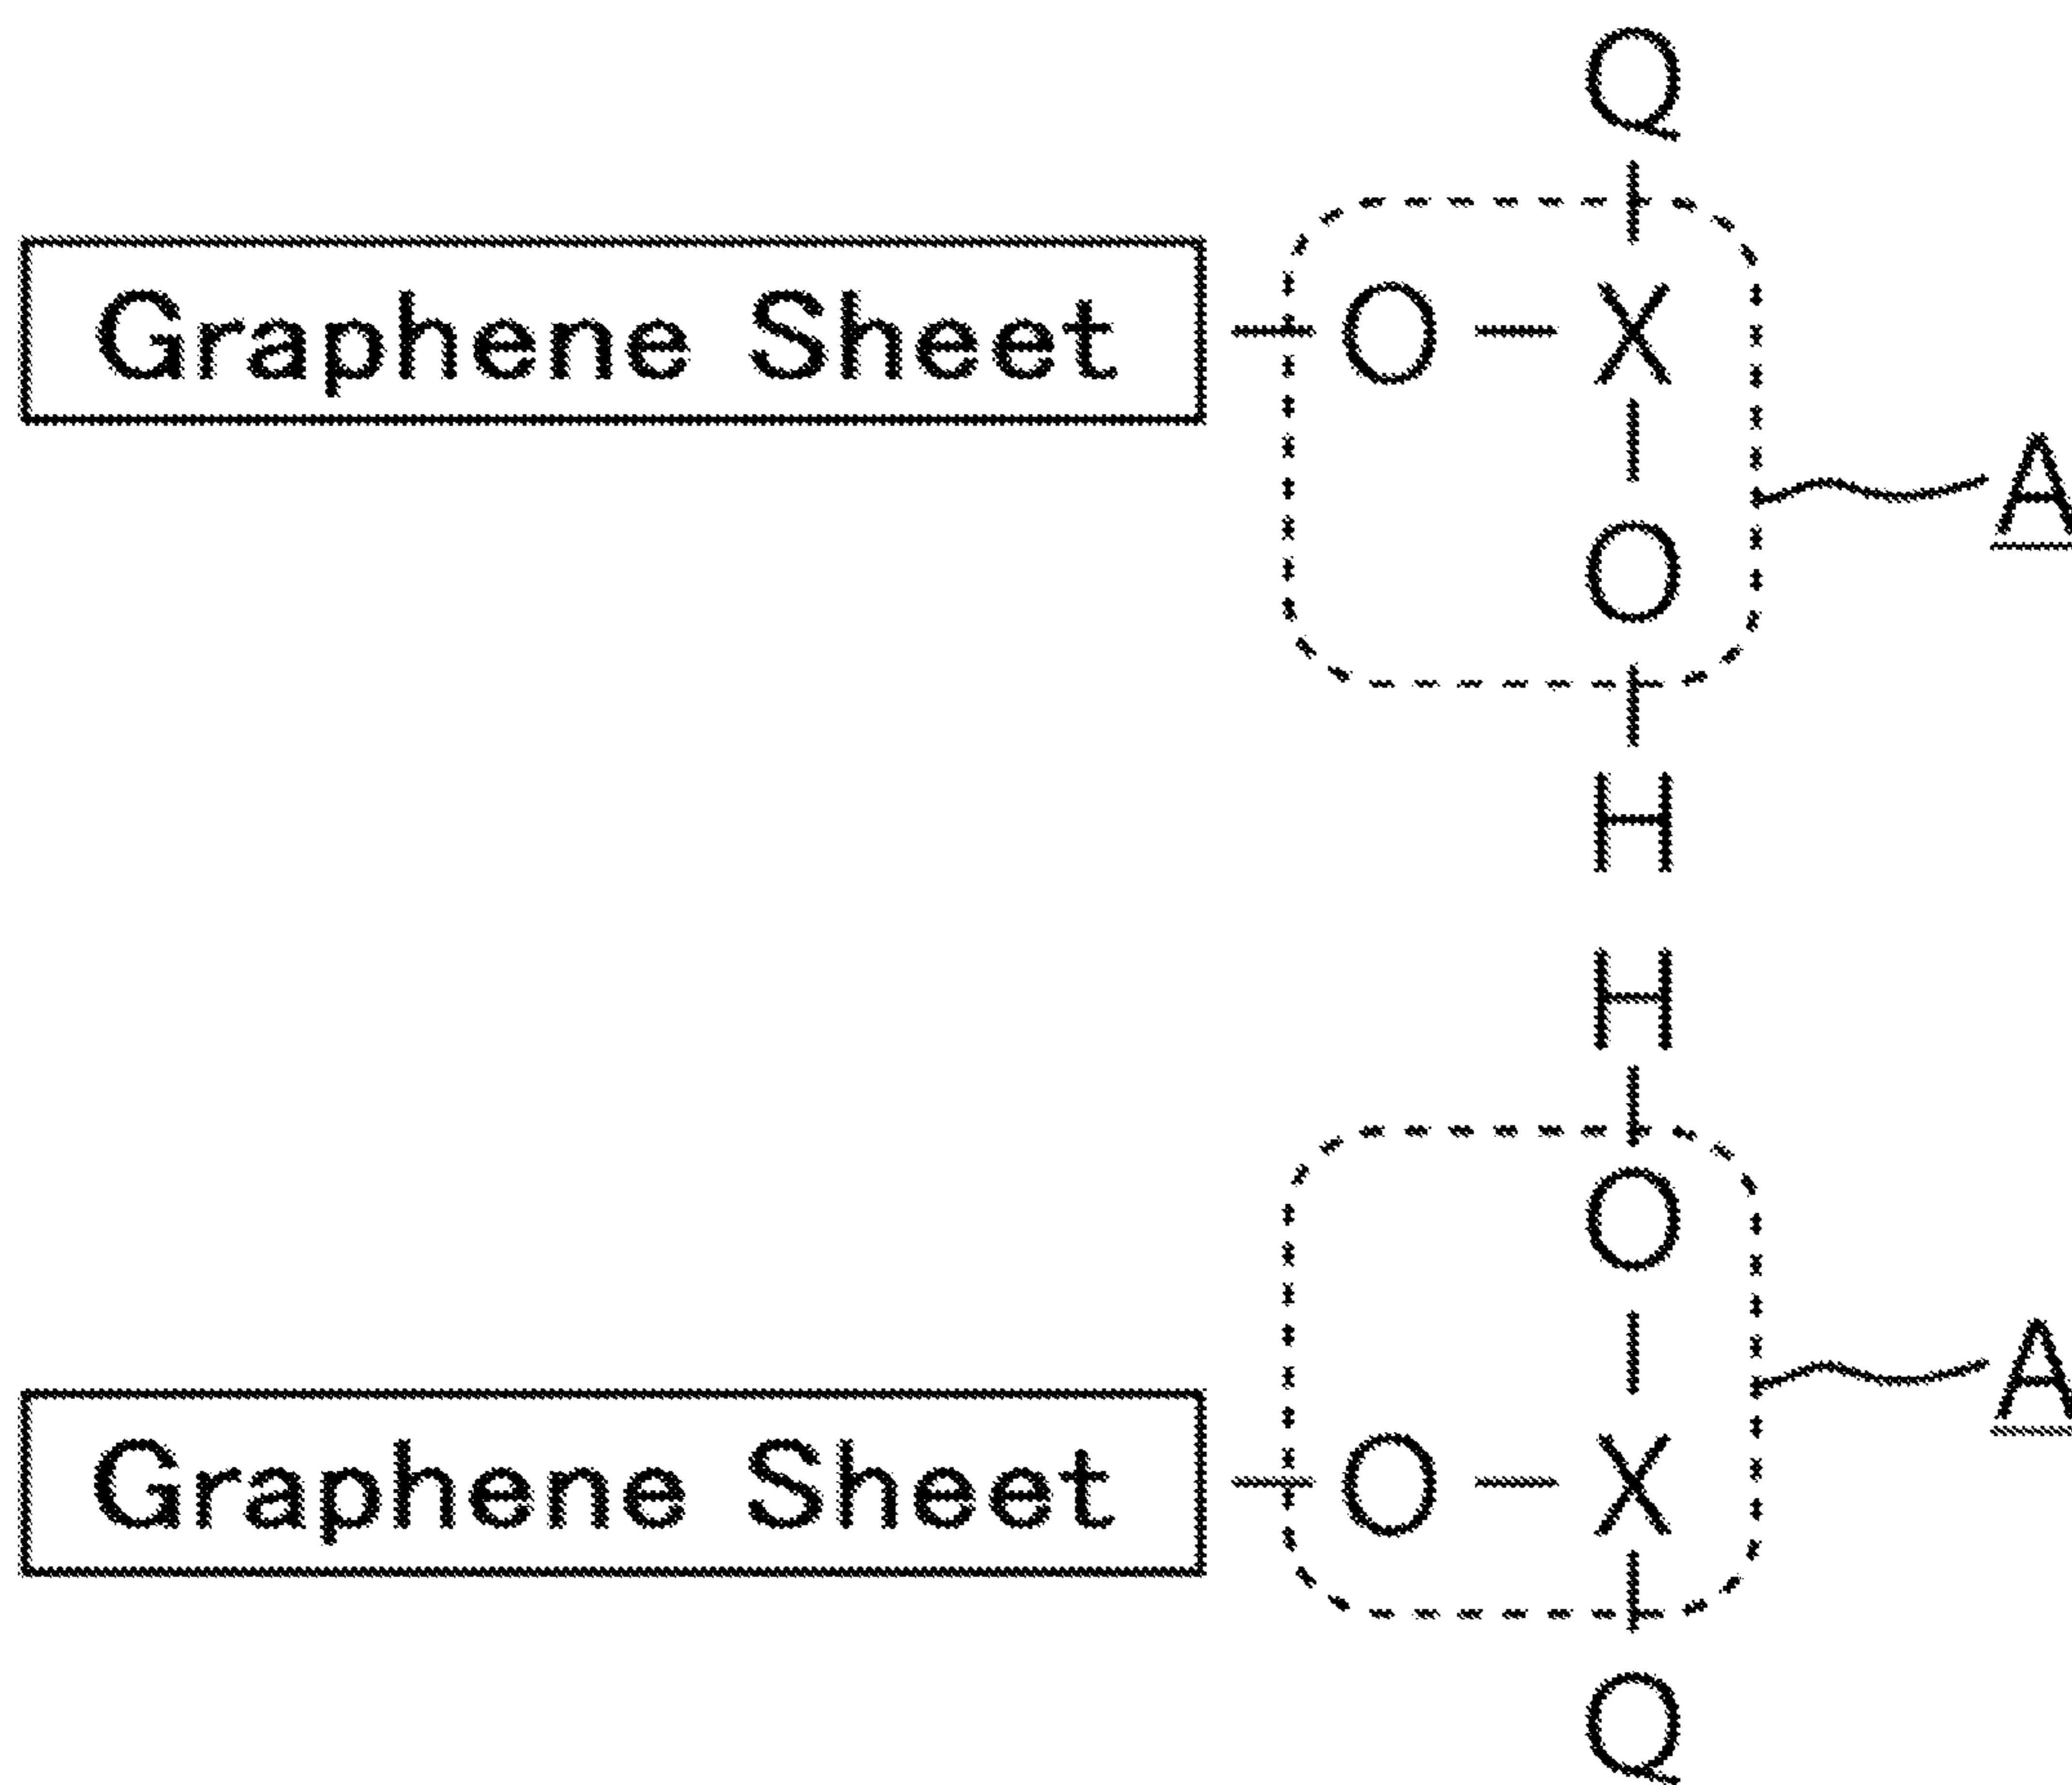 Q
Graphene Sheet — O — X
A
O
H
H
O
A
Graphene Sheet — O — X
Q